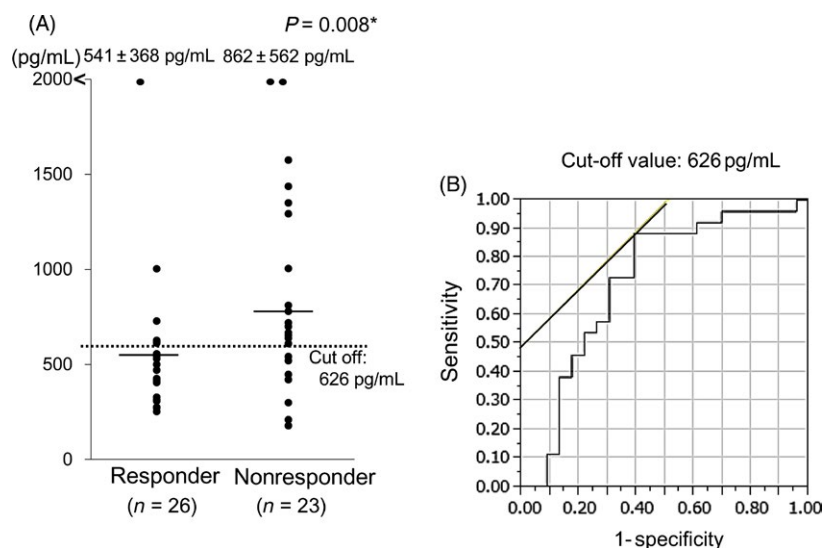 (A)
P = 0.008*
(pg/mL) 541 ± 368 pg/mL 862 ± 562 pg/mL
2000 <
1500
1000
500
0
Cut off:
626 pg/mL
Responder Nonresponder
(n = 26) (n = 23)
(B)
Cut-off value: 626 pg/mL
Sensitivity
1.00
0.90
0.80
0.70
0.60
0.50
0.40
0.30
0.20
0.10
0.00
0.00 0.20 0.40 0.60 0.80 1.00
1- specificity